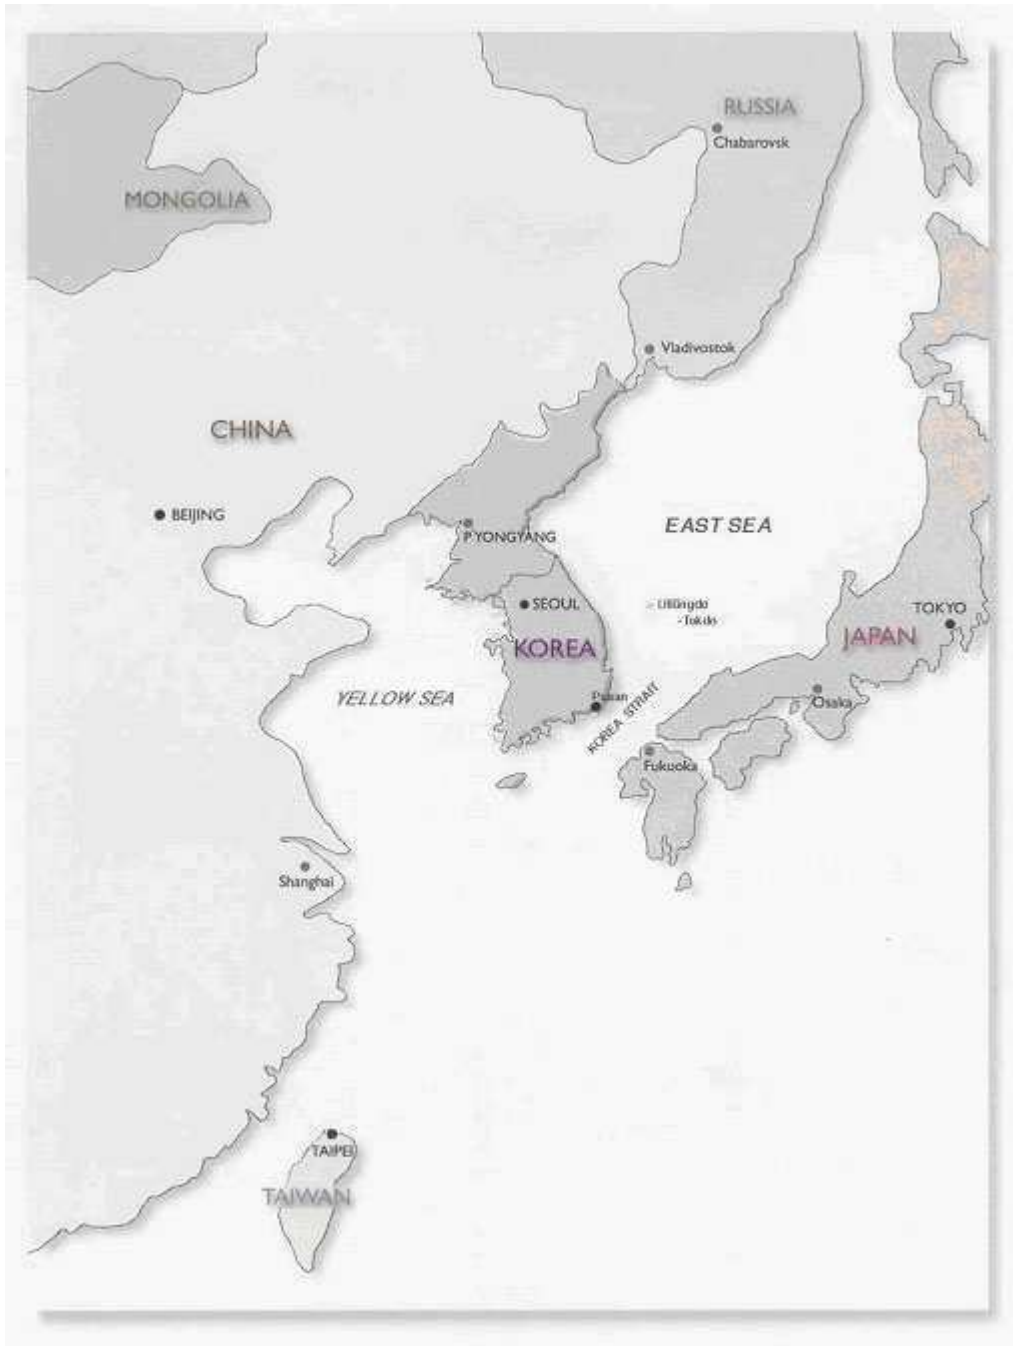 RUSSIA
Chabarovsk
MONGOLIA
Vladivostok
CHINA
BEIJING
EAST SEA
P YONGYANG
SEOUL
Ullŭngdo
Tokdo
TOKYO
JAPAN
KOREA
YELLOW SEA
Pusan
KOREA STRAIT
Osaka
Fukuoka
Shanghai
TAIPEI
TAIWAN